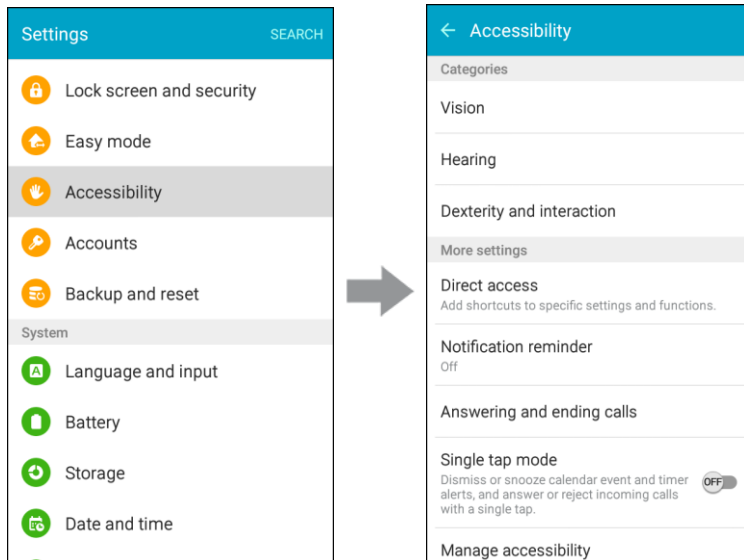 Settings
SEARCH
Lock screen and security
Easy mode
Accessibility
Accounts
Backup and reset
System
A
Language and input
Battery
Storage
Date and time
Accessibility
Categories
Vision
Hearing
Dexterity and interaction
More settings
Direct access
Add shortcuts to specific settings and functions.
Notification reminder
Off
Answering and ending calls
Single tap mode
Dismiss or snooze calendar event and timer
alerts, and answer or reject incoming calls
with a single tap.
OFF
Manage accessibility